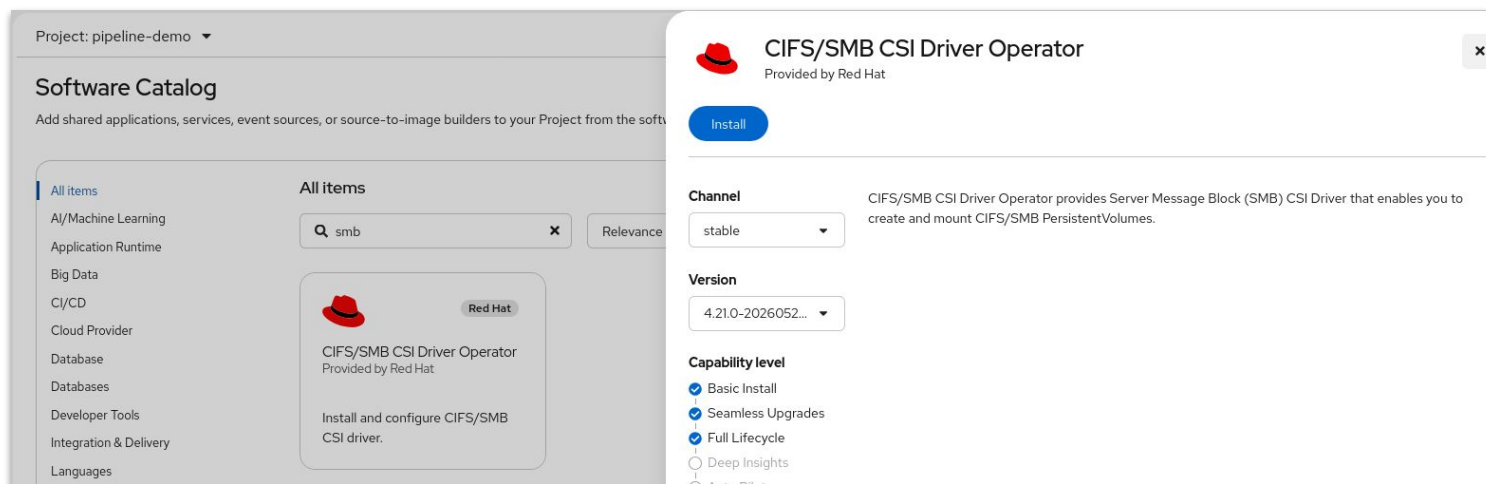 Project: pipeline-demo
Software Catalog
Add shared applications, services, event sources, or source-to-image builders to your Project from the
All items
AI/Machine Learning
Application Runtime
Big Data
CI/CD
Cloud Provider
Database
Databases
Developer Tools
Integration & Delivery
Languages
All items
smb
Relevance
Red Hat
CIFS/SMB CSI Driver Operator
Provided by Red Hat
Install and configure CIFS/SMB
CSI driver.
CIFS/SMB CSI Driver Operator
Provided by Red Hat
Install
Channel
stable
Version
4.21.0-2026052...
Capability level
Basic Install
Seamless Upgrades
Full Lifecycle
Deep Insights
CIFS/SMB CSI Driver Operator provides Server Message Block (SMB) CSI Driver that enables you to
create and mount CIFS/SMB PersistentVolumes.